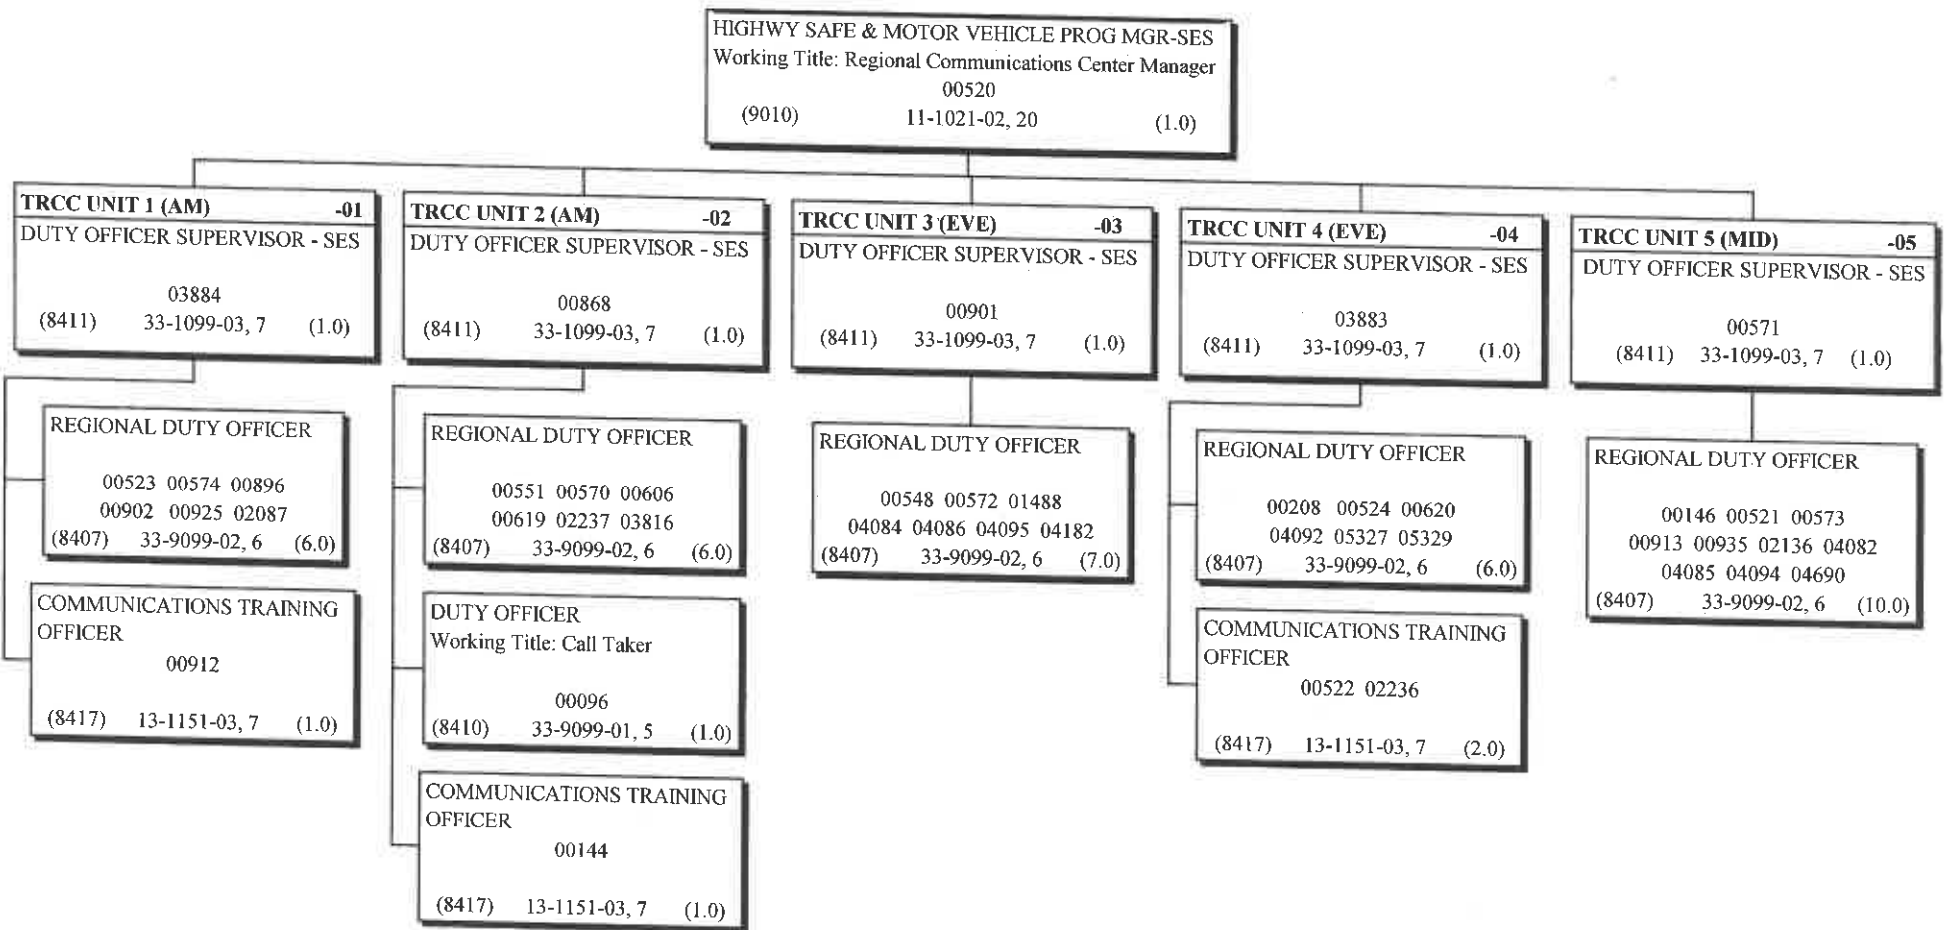 HIGHWY SAFE & MOTOR VEHICLE PROG MGR-SES
Working Title: Regional Communications Center Manager
00520
(9010) 11-1021-02, 20 (1.0)
TRCC UNIT 1 (AM) -01
DUTY OFFICER SUPERVISOR - SES
03884
(8411) 33-1099-03, 7 (1.0)
REGIONAL DUTY OFFICER
00523 00574 00896
00902 00925 02087
(8407) 33-9099-02, 6 (6.0)
COMMUNICATIONS TRAINING
OFFICER
00912
(8417) 13-1151-03, 7 (1.0)
TRCC UNIT 2 (AM) -02
DUTY OFFICER SUPERVISOR - SES
00868
(8411) 33-1099-03, 7 (1.0)
REGIONAL DUTY OFFICER
00551 00570 00606
00619 02237 03816
(8407) 33-9099-02, 6 (6.0)
DUTY OFFICER
Working Title: Call Taker
00096
(8410) 33-9099-01, 5 (1.0)
COMMUNICATIONS TRAINING
OFFICER
00144
(8417) 13-1151-03, 7 (1.0)
TRCC UNIT 3 (EVE) -03
DUTY OFFICER SUPERVISOR - SES
00901
(8411) 33-1099-03, 7 (1.0)
REGIONAL DUTY OFFICER
00548 00572 01488
04084 04086 04095 04182
(8407) 33-9099-02, 6 (7.0)
TRCC UNIT 4 (EVE) -04
DUTY OFFICER SUPERVISOR - SES
03883
(8411) 33-1099-03, 7 (1.0)
REGIONAL DUTY OFFICER
00208 00524 00620
04092 05327 05329
(8407) 33-9099-02, 6 (6.0)
COMMUNICATIONS TRAINING
OFFICER
00522 02236
(8417) 13-1151-03, 7 (2.0)
TRCC UNIT 5 (MID) -05
DUTY OFFICER SUPERVISOR - SES
00571
(8411) 33-1099-03, 7 (1.0)
REGIONAL DUTY OFFICER
00146 00521 00573
00913 00935 02136 04082
04085 04094 04690
(8407) 33-9099-02, 6 (10.0)